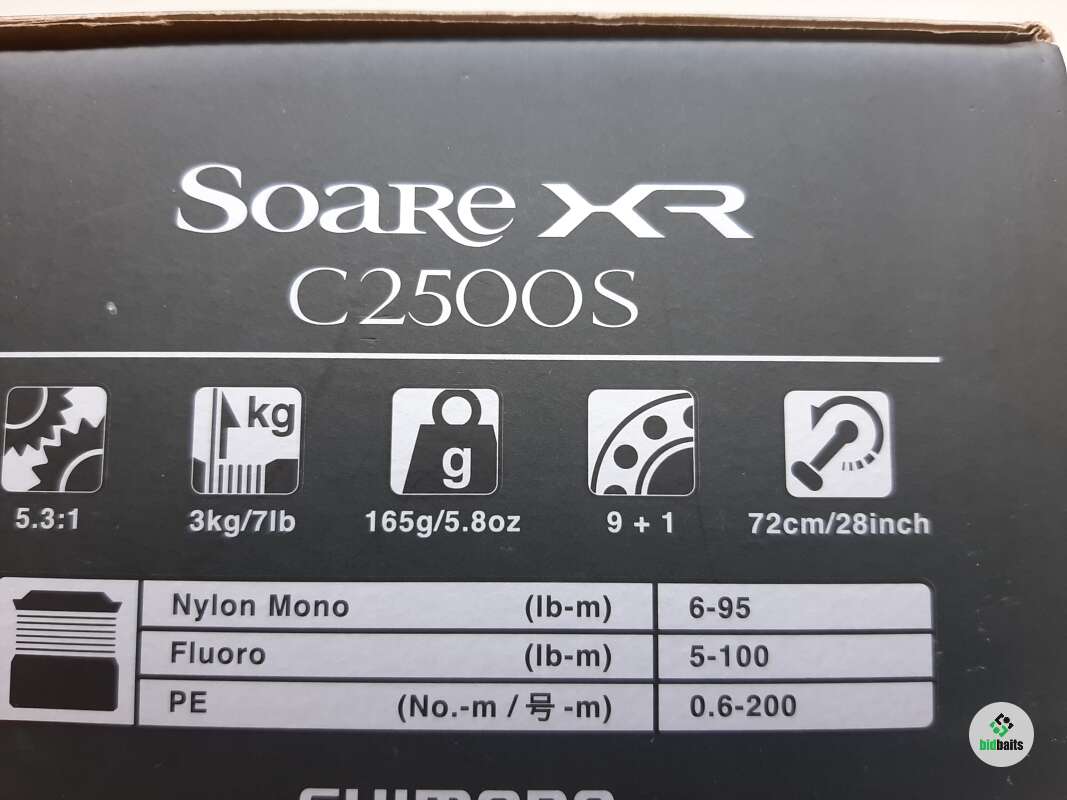 Soare XR
C2500S
kg
g
5.3:1
3kg/7lb
165g/5.8oz
9 + 1
72cm/28inch
Nylon Mono (lb-m) 6-95
Fluoro (lb-m) 5-100
PE (No.-m / 号 -m) 0.6-200
bidbaits
SHIMANO